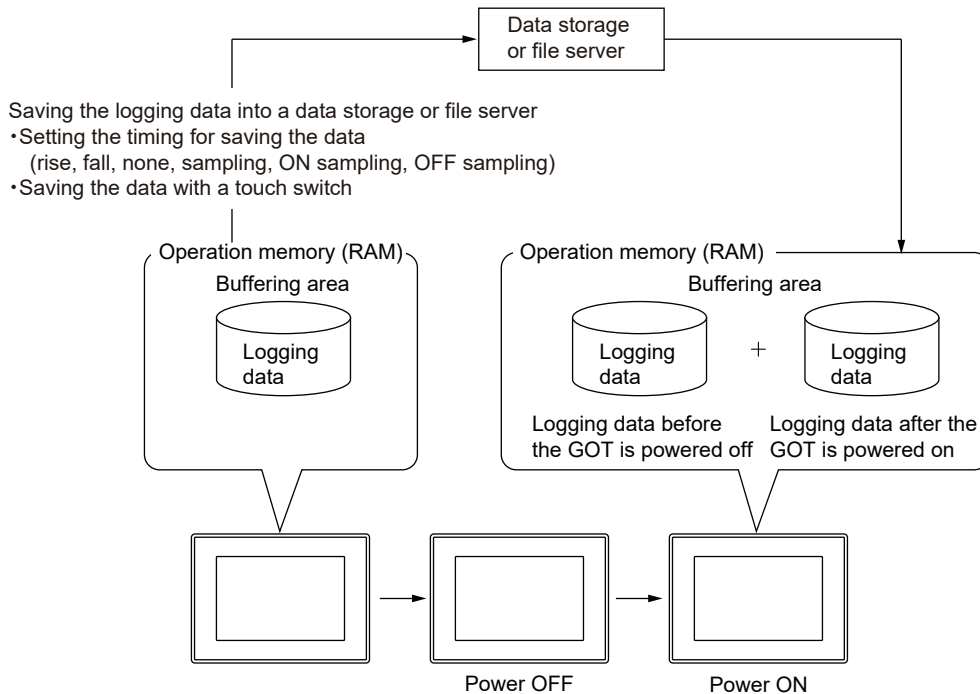 Data storage
or file server
Saving the logging data into a data storage or file server
・Setting the timing for saving the data
(rise, fall, none, sampling, ON sampling, OFF sampling)
・Saving the data with a touch switch
Operation memory (RAM)
Buffering area
Logging
data
Operation memory (RAM)
Buffering area
Logging
data
+
Logging
data
Logging data before
the GOT is powered off
Logging data after the
GOT is powered on
Power OFF
Power ON